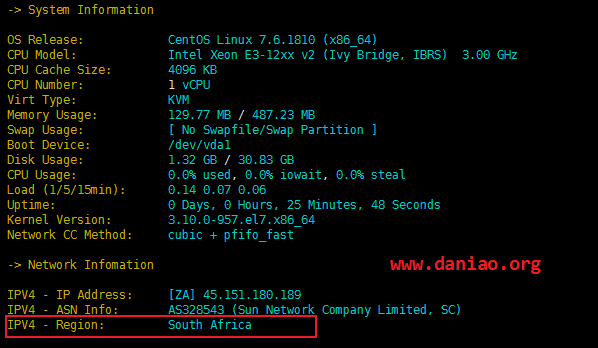 -> System Information
OS Release: CentOS Linux 7.6.1810 (x86_64)
CPU Model: Intel Xeon E3-12xx v2 (Ivy Bridge, IBRS) 3.00 GHz
CPU Cache Size: 4096 KB
CPU Number: 1 vCPU
Virt Type: KVM
Memory Usage: 129.77 MB / 487.23 MB
Swap Usage: [ No Swapfile/Swap Partition ]
Boot Device: /dev/vda1
Disk Usage: 1.32 GB / 30.83 GB
CPU Usage: 0.0% used, 0.0% iowait, 0.0% steal
Load (1/5/15min): 0.14 0.07 0.06
Uptime: 0 Days, 0 Hours, 25 Minutes, 48 Seconds
Kernel Version: 3.10.0-957.el7.x86_64
Network CC Method: cubic + pfifo_fast
-> Network Infomation
www.daniao.org
IPV4 - IP Address: [ZA] 45.151.180.189
IPV4 - ASN Info: AS328543 (Sun Network Company Limited, SC)
IPV4 - Region: South Africa